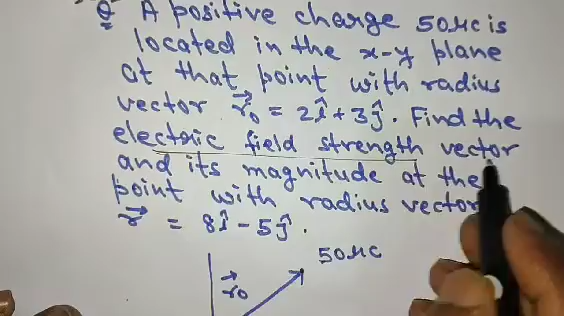 Q A positive charge 50μc is
located in the x-y plane
at that point with radius
vector r⃗₀ = 2î+3ĵ. Find the
electric field strength vector
and its magnitude at the
point with radius vector
r⃗ = 8î-5ĵ.
50μc
r⃗₀